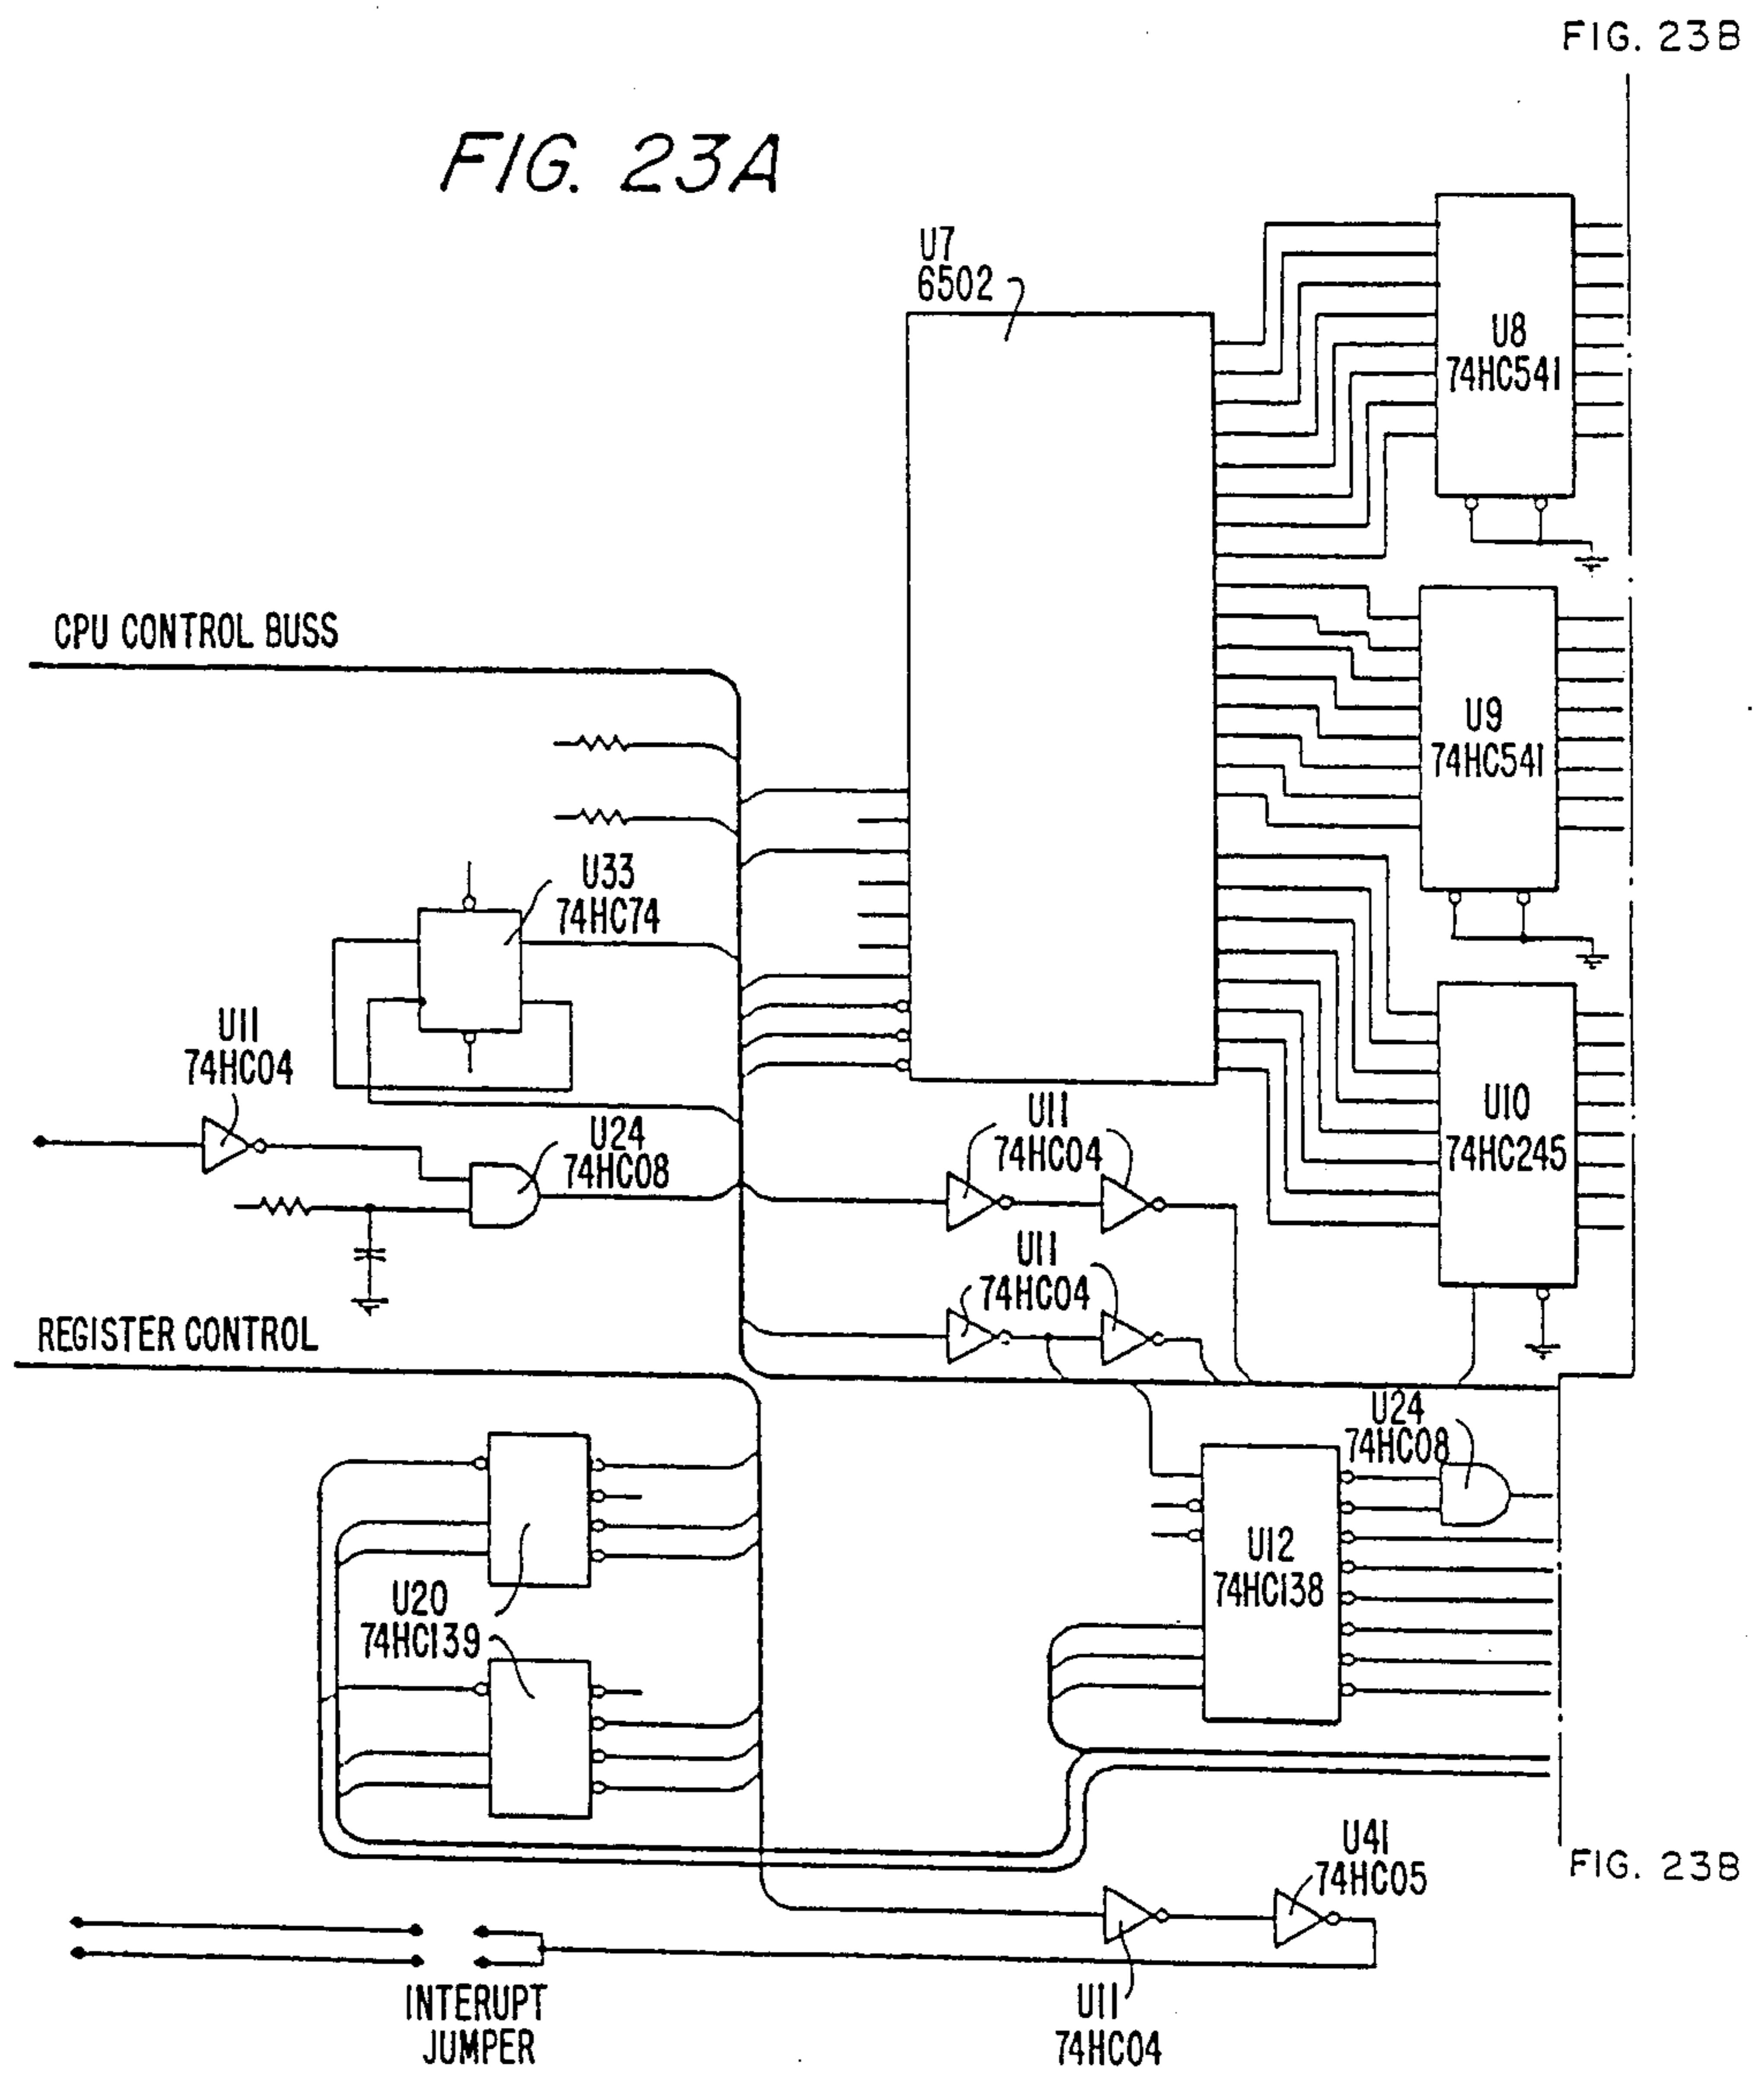 FIG. 23B
FIG. 23A
U7
6502
U8
74HC541
CPU CONTROL BUSS
U9
74HC541
U33
74HC74
U11
74HC04
U24
74HC08
U11
74HC04
U10
74HC245
U11
74HC04
REGISTER CONTROL
U24
74HC08
U12
74HC138
U20
74HC139
U41
74HC05
FIG. 23B
INTERUPT
JUMPER
U11
74HC04